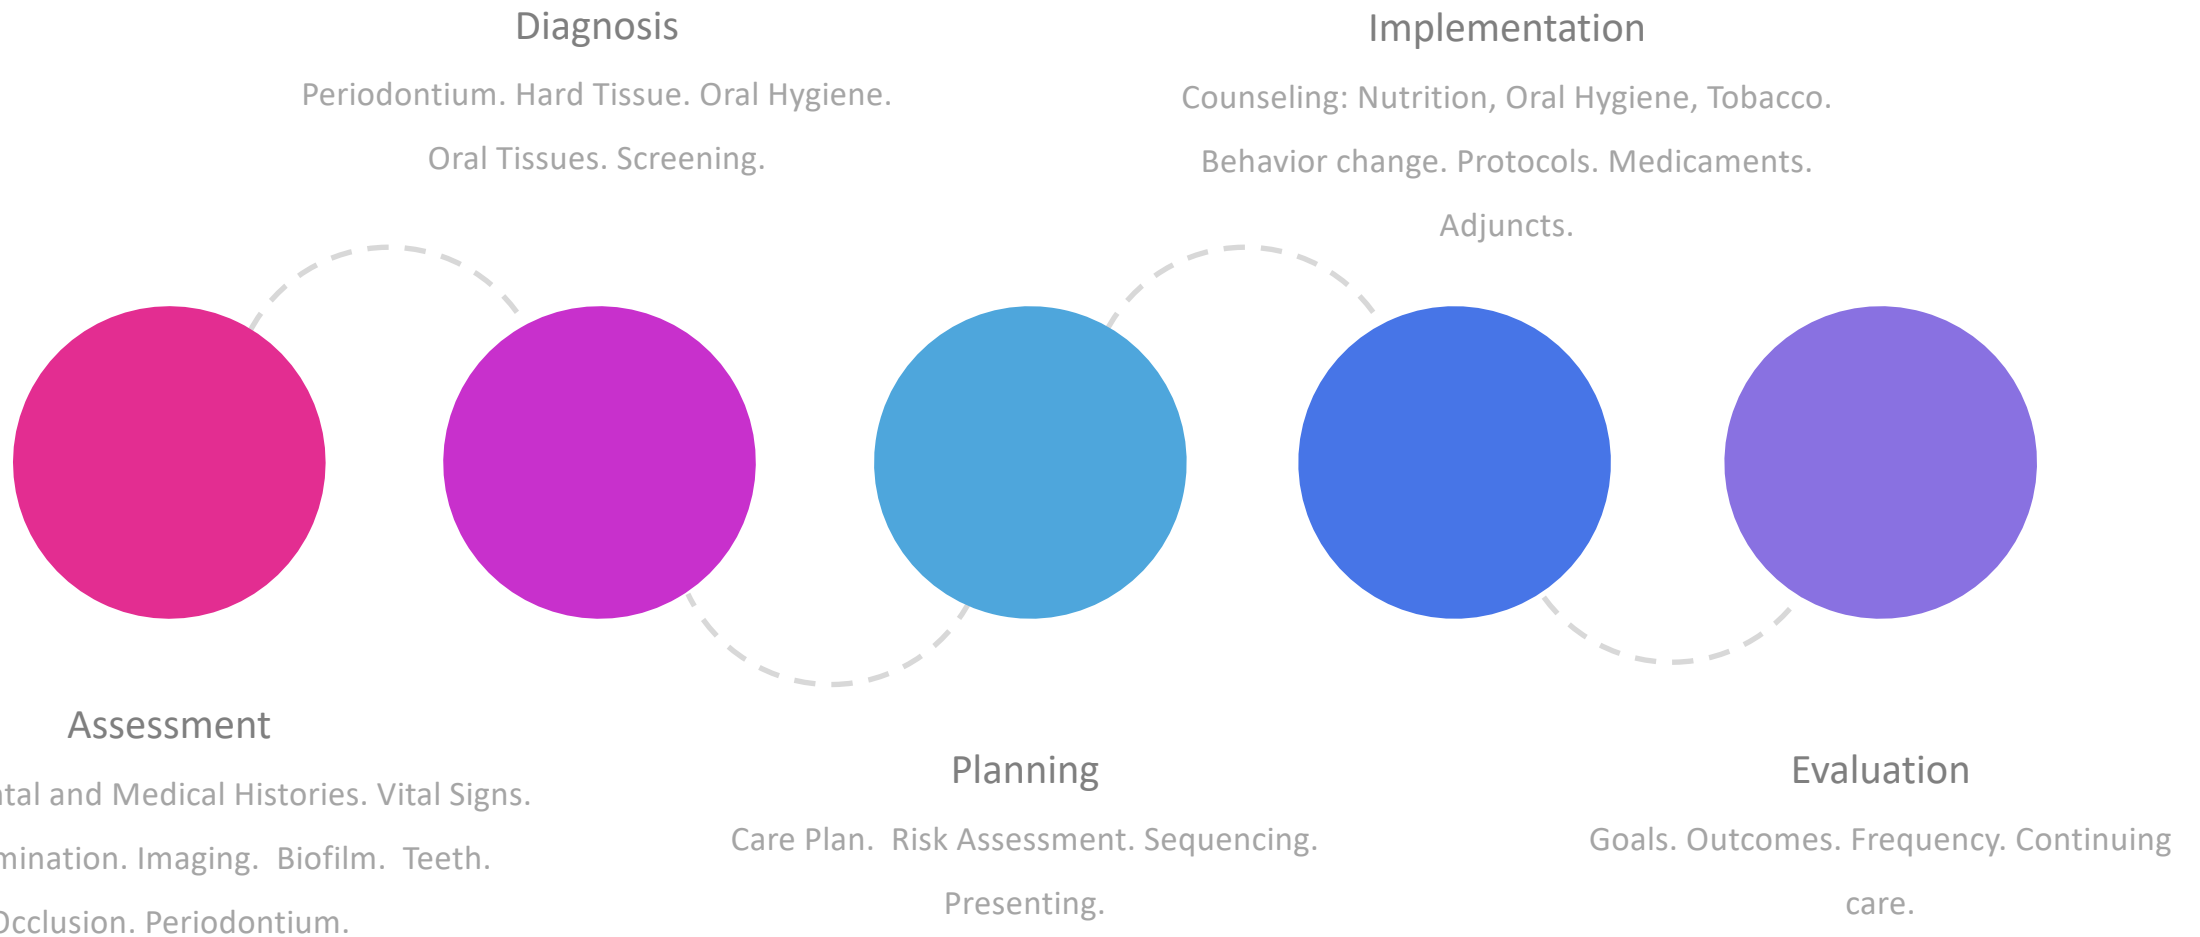 Diagnosis
Periodontium. Hard Tissue. Oral Hygiene.
Oral Tissues. Screening.
Implementation
Counseling: Nutrition, Oral Hygiene, Tobacco.
Behavior change. Protocols. Medicaments.
Adjuncts.
Assessment
and Medical Histories. Vital Signs.
Imaging.  Biofilm.  Teeth.
Occlusion. Periodontium.
Planning
Care Plan.  Risk Assessment. Sequencing.
Presenting.
Evaluation
Goals. Outcomes. Frequency. Continuing
care.